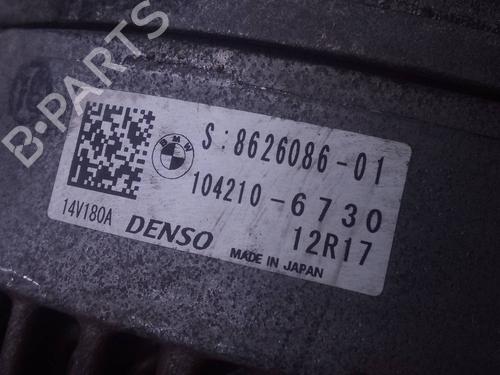 B-PARTS
BMW
S:8626086-01
104210-6730
14V180A
DENSO
12R17
MADE IN JAPAN